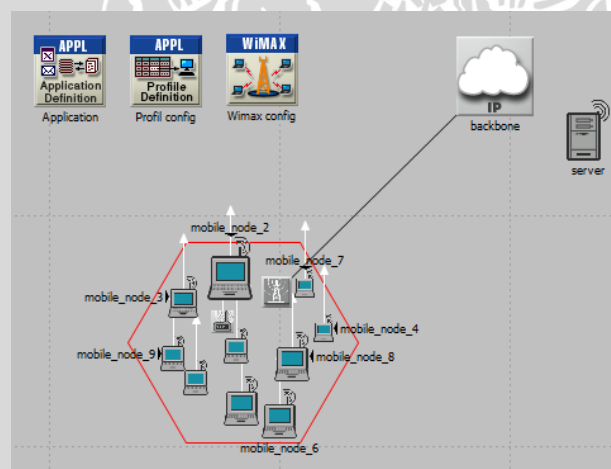 APPL
Application
Definition
Application
APPL
Profile
Definition
Profil config
WiMAX
Wimax config
IP
backbone
server
mobile_node_2
mobile_node_7
mobile_node_3
mobile_node_4
mobile_node_9
mobile_node_8
mobile_node_6